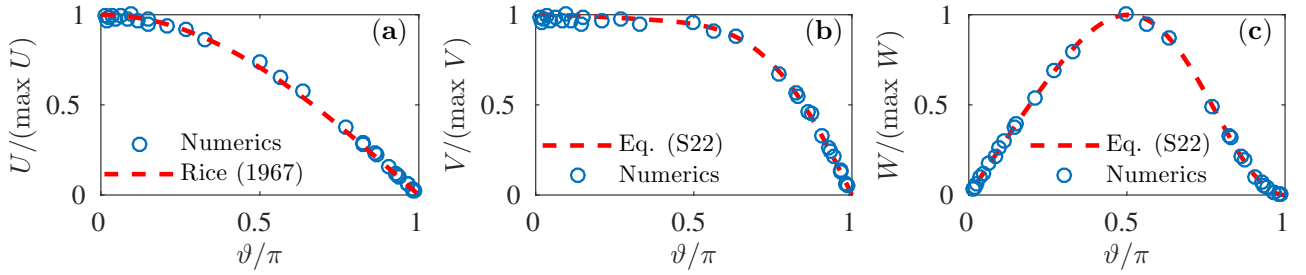 U/(max U)
1
0.5
0
(a)
Numerics
Rice (1967)
0
0.5
1
ϑ/π
V/(max V)
1
0.5
0
(b)
Eq. (S22)
Numerics
0
0.5
1
ϑ/π
W/(max W)
1
0.5
0
(c)
Eq. (S22)
Numerics
0
0.5
1
ϑ/π